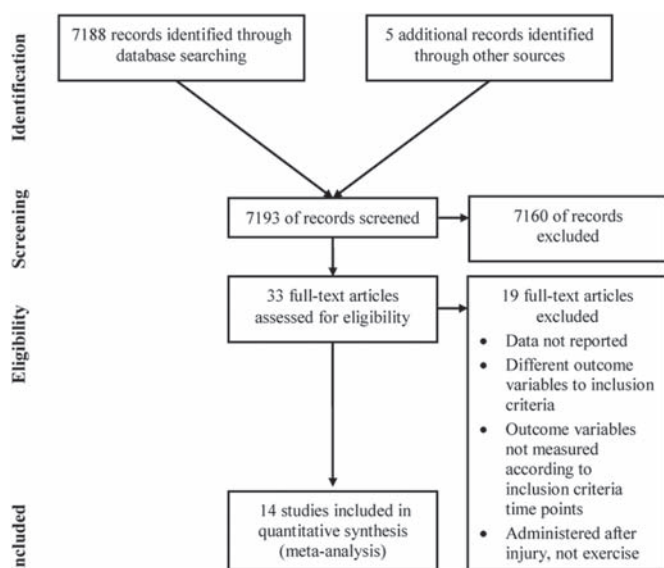 7188 records identified through
database searching
5 additional records identified
through other sources
Identification
7193 of records screened
7160 of records
excluded
Screening
33 full-text articles
assessed for eligibility
19 full-text articles
excluded
• Data not reported
• Different outcome
variables to inclusion
criteria
• Outcome variables
not measured
according to
inclusion criteria
time points
• Administered after
injury, not exercise
Eligibility
14 studies included in
quantitative synthesis
(meta-analysis)
ncluded